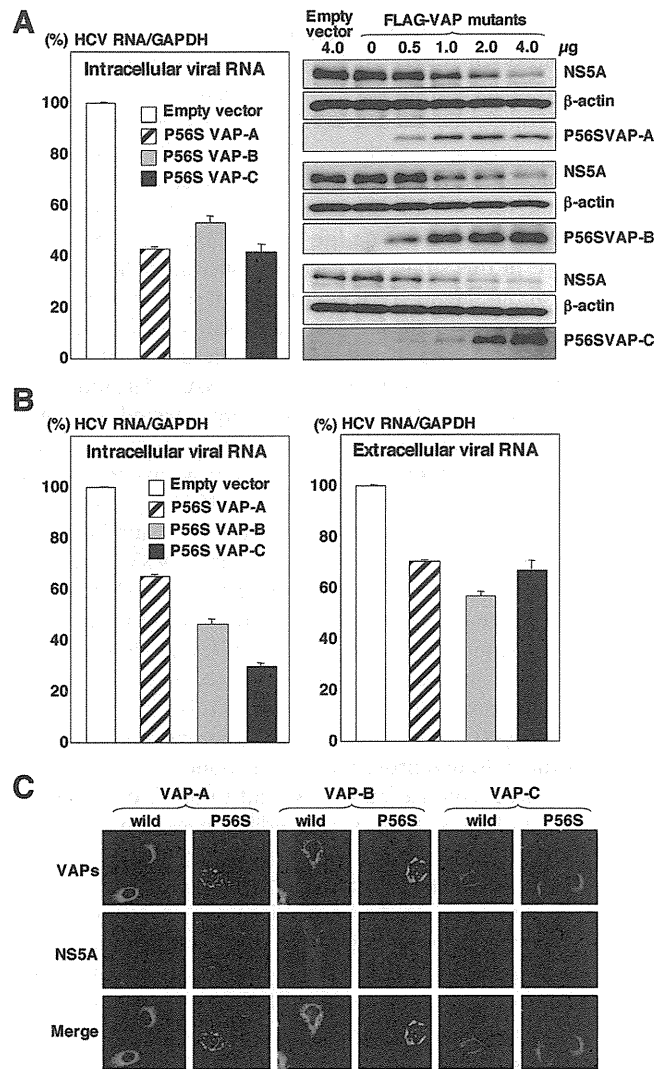 A
(%) HCV RNA/GAPDH
Intracellular viral RNA
100
80
60
40
20
0
Empty vector
P56S VAP-A
P56S VAP-B
P56S VAP-C
Empty vector
FLAG-VAP mutants
4.0 0 0.5 1.0 2.0 4.0 µg
NS5A
β-actin
P56SVAP-A
NS5A
β-actin
P56SVAP-B
NS5A
β-actin
P56SVAP-C
B
(%) HCV RNA/GAPDH
Intracellular viral RNA
100
80
60
40
20
0
Empty vector
P56S VAP-A
P56S VAP-B
P56S VAP-C
(%) HCV RNA/GAPDH
Extracellular viral RNA
100
80
60
40
20
0
C
VAP-A VAP-B VAP-C
wild P56S wild P56S wild P56S
VAPs
NS5A
Merge